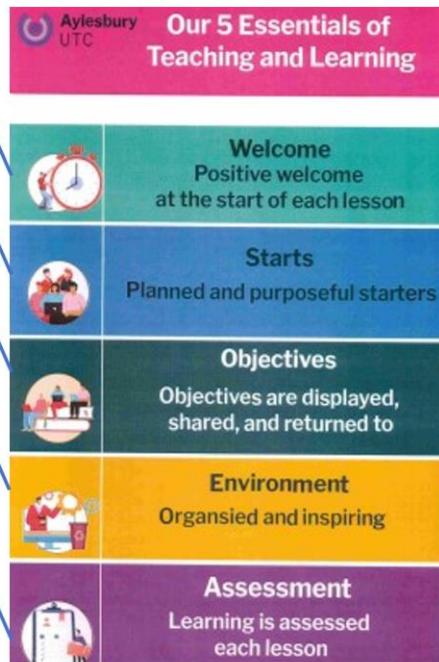 Aylesbury
UTC
Our 5 Essentials of
Teaching and Learning
Welcome
Positive welcome
at the start of each lesson
Starts
Planned and purposeful starters
Objectives
Objectives are displayed,
shared, and returned to
Environment
Organsied and inspiring
Assessment
Learning is assessed
each lesson